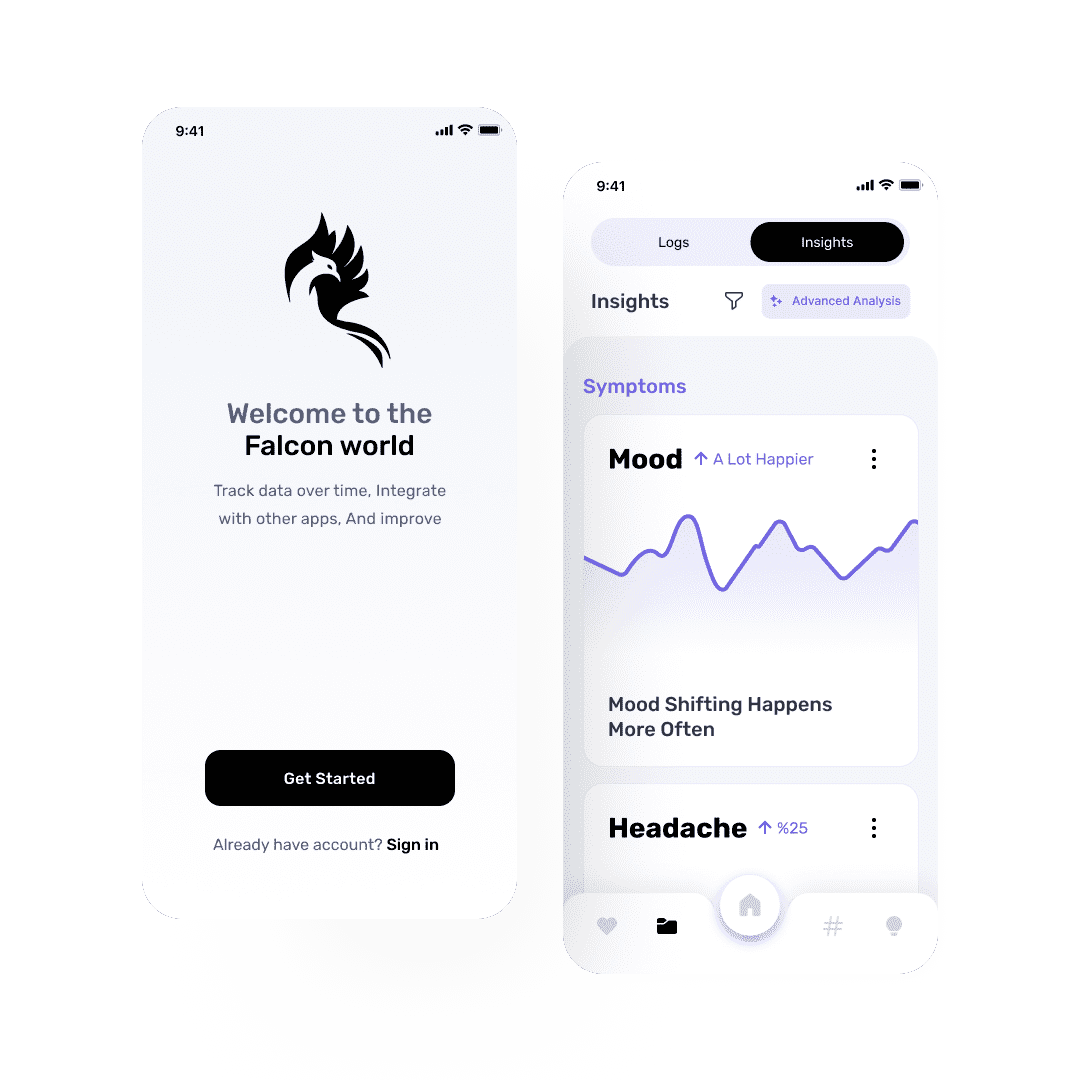 9:41
Welcome to the
Falcon world
Track data over time, Integrate
with other apps, And improve
Get Started
Already have account? Sign in
9:41
Logs Insights
Insights Advanced Analysis
Symptoms
Mood A Lot Happier
Mood Shifting Happens
More Often
Headache %25